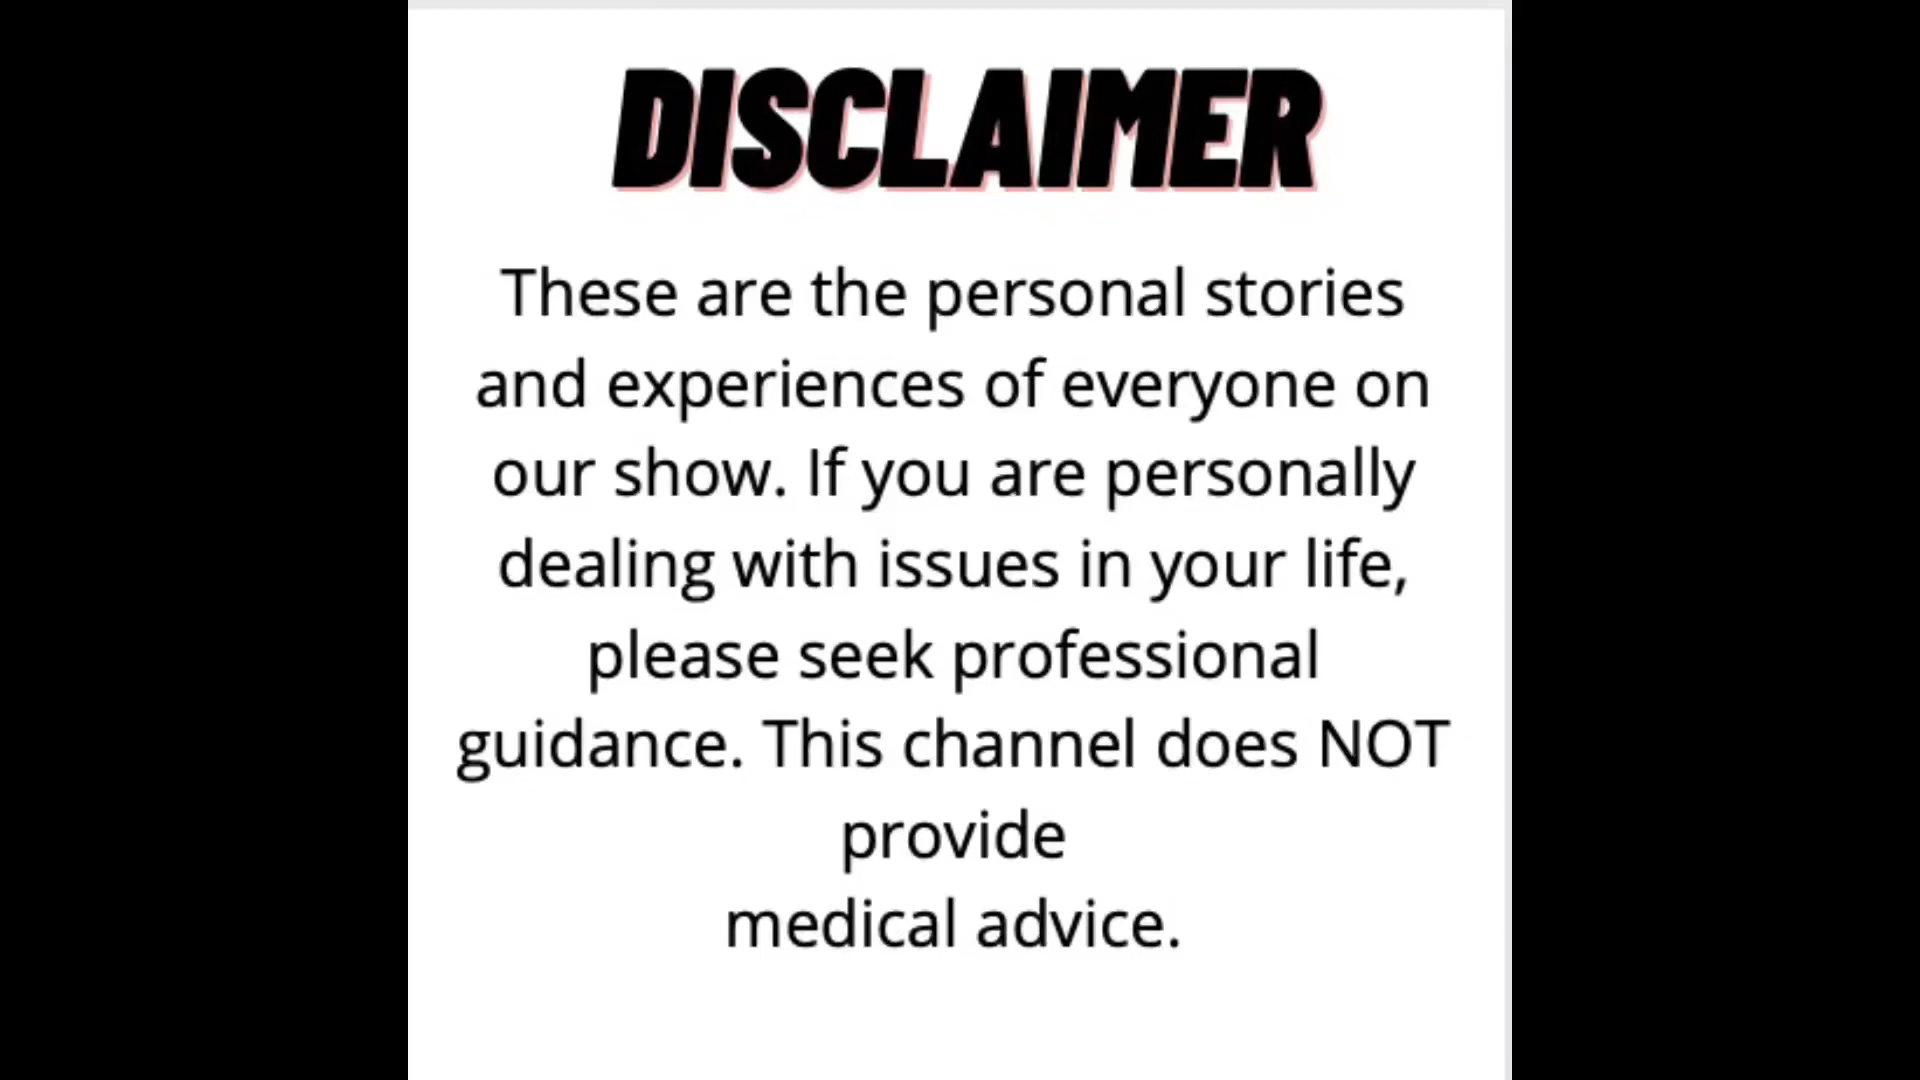 DISCLAIMER
These are the personal stories
and experiences of everyone on
our show. If you are personally
dealing with issues in your life,
please seek professional
guidance. This channel does NOT
provide
medical advice.